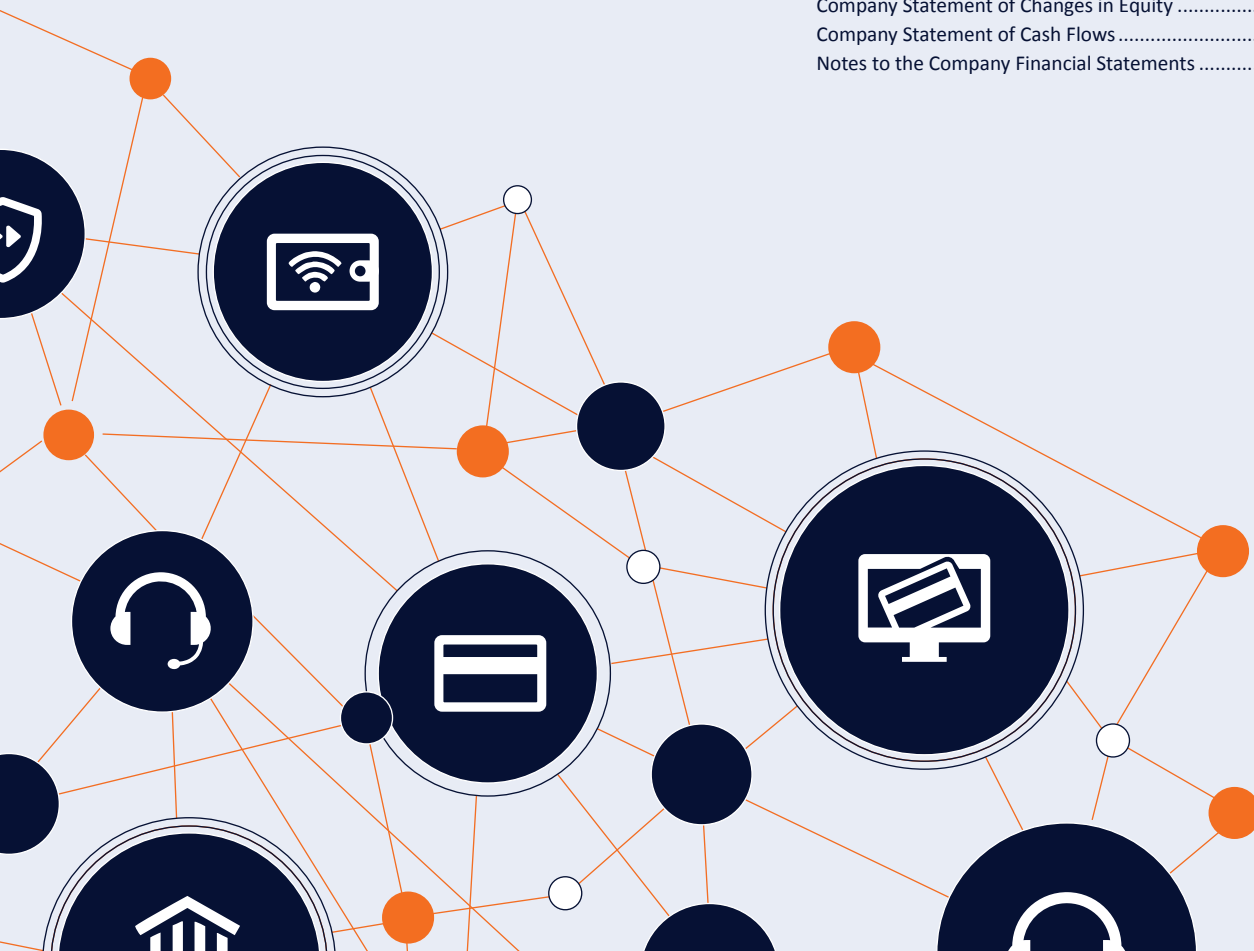 Company Statement of Changes in Equity ..............
Company Statement of Cash Flows .........................
Notes to the Company Financial Statements ..........